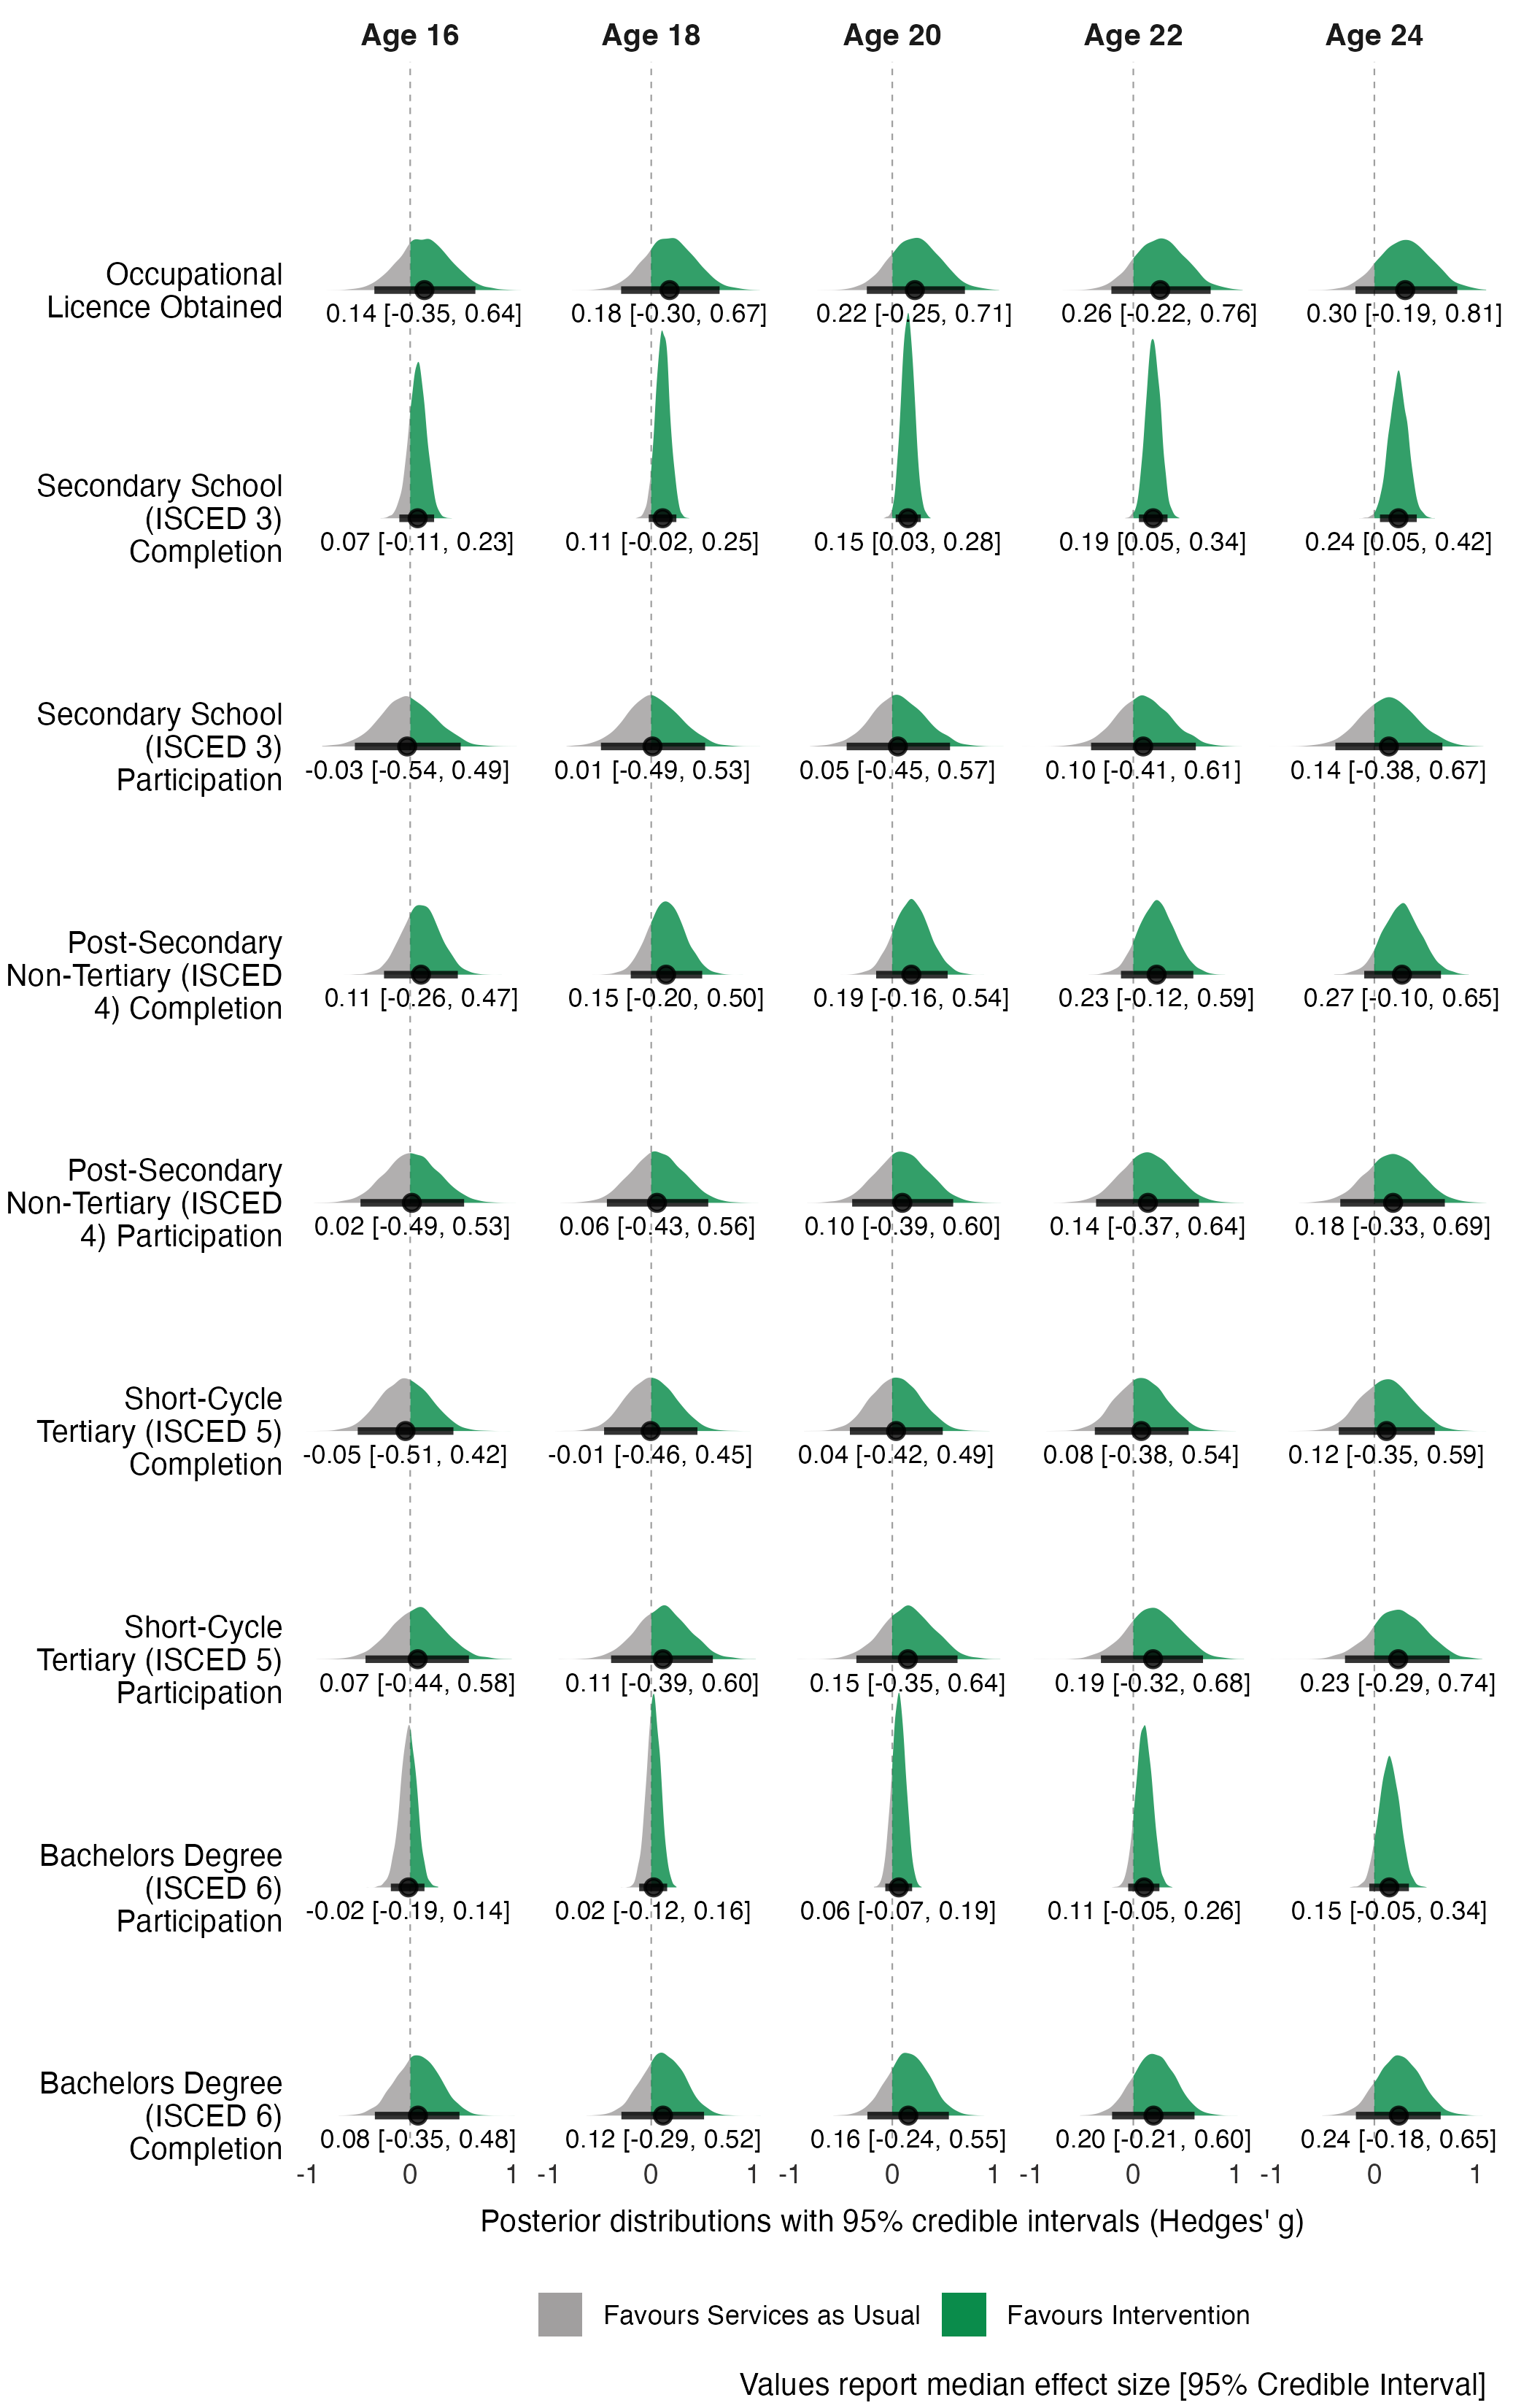 Age 16 Age 18 Age 20 Age 22 Age 24
Occupational
Licence Obtained
0.14 [-0.35, 0.64] 0.18 [-0.30, 0.67] 0.22 [-0.25, 0.71] 0.26 [-0.22, 0.76] 0.30 [-0.19, 0.81]
Secondary School
(ISCED 3)
Completion
0.07 [-0.11, 0.23] 0.11 [-0.02, 0.25] 0.15 [0.03, 0.28] 0.19 [0.05, 0.34] 0.24 [0.05, 0.42]
Secondary School
(ISCED 3)
Participation
-0.03 [-0.54, 0.49] 0.01 [-0.49, 0.53] 0.05 [-0.45, 0.57] 0.10 [-0.41, 0.61] 0.14 [-0.38, 0.67]
Post-Secondary
Non-Tertiary (ISCED
4) Completion
0.11 [-0.26, 0.47] 0.15 [-0.20, 0.50] 0.19 [-0.16, 0.54] 0.23 [-0.12, 0.59] 0.27 [-0.10, 0.65]
Post-Secondary
Non-Tertiary (ISCED
4) Participation
0.02 [-0.49, 0.53] 0.06 [-0.43, 0.56] 0.10 [-0.39, 0.60] 0.14 [-0.37, 0.64] 0.18 [-0.33, 0.69]
Short-Cycle
Tertiary (ISCED 5)
Completion
-0.05 [-0.51, 0.42] -0.01 [-0.46, 0.45] 0.04 [-0.42, 0.49] 0.08 [-0.38, 0.54] 0.12 [-0.35, 0.59]
Short-Cycle
Tertiary (ISCED 5)
Participation
0.07 [-0.44, 0.58] 0.11 [-0.39, 0.60] 0.15 [-0.35, 0.64] 0.19 [-0.32, 0.68] 0.23 [-0.29, 0.74]
Bachelors Degree
(ISCED 6)
Participation
-0.02 [-0.19, 0.14] 0.02 [-0.12, 0.16] 0.06 [-0.07, 0.19] 0.11 [-0.05, 0.26] 0.15 [-0.05, 0.34]
Bachelors Degree
(ISCED 6)
Completion
0.08 [-0.35, 0.48] 0.12 [-0.29, 0.52] 0.16 [-0.24, 0.55] 0.20 [-0.21, 0.60] 0.24 [-0.18, 0.65]
-1 0 1 -1 0 1 -1 0 1 -1 0 1 -1 0 1
Posterior distributions with 95% credible intervals (Hedges' g)
Favours Services as Usual Favours Intervention
Values report median effect size [95% Credible Interval]